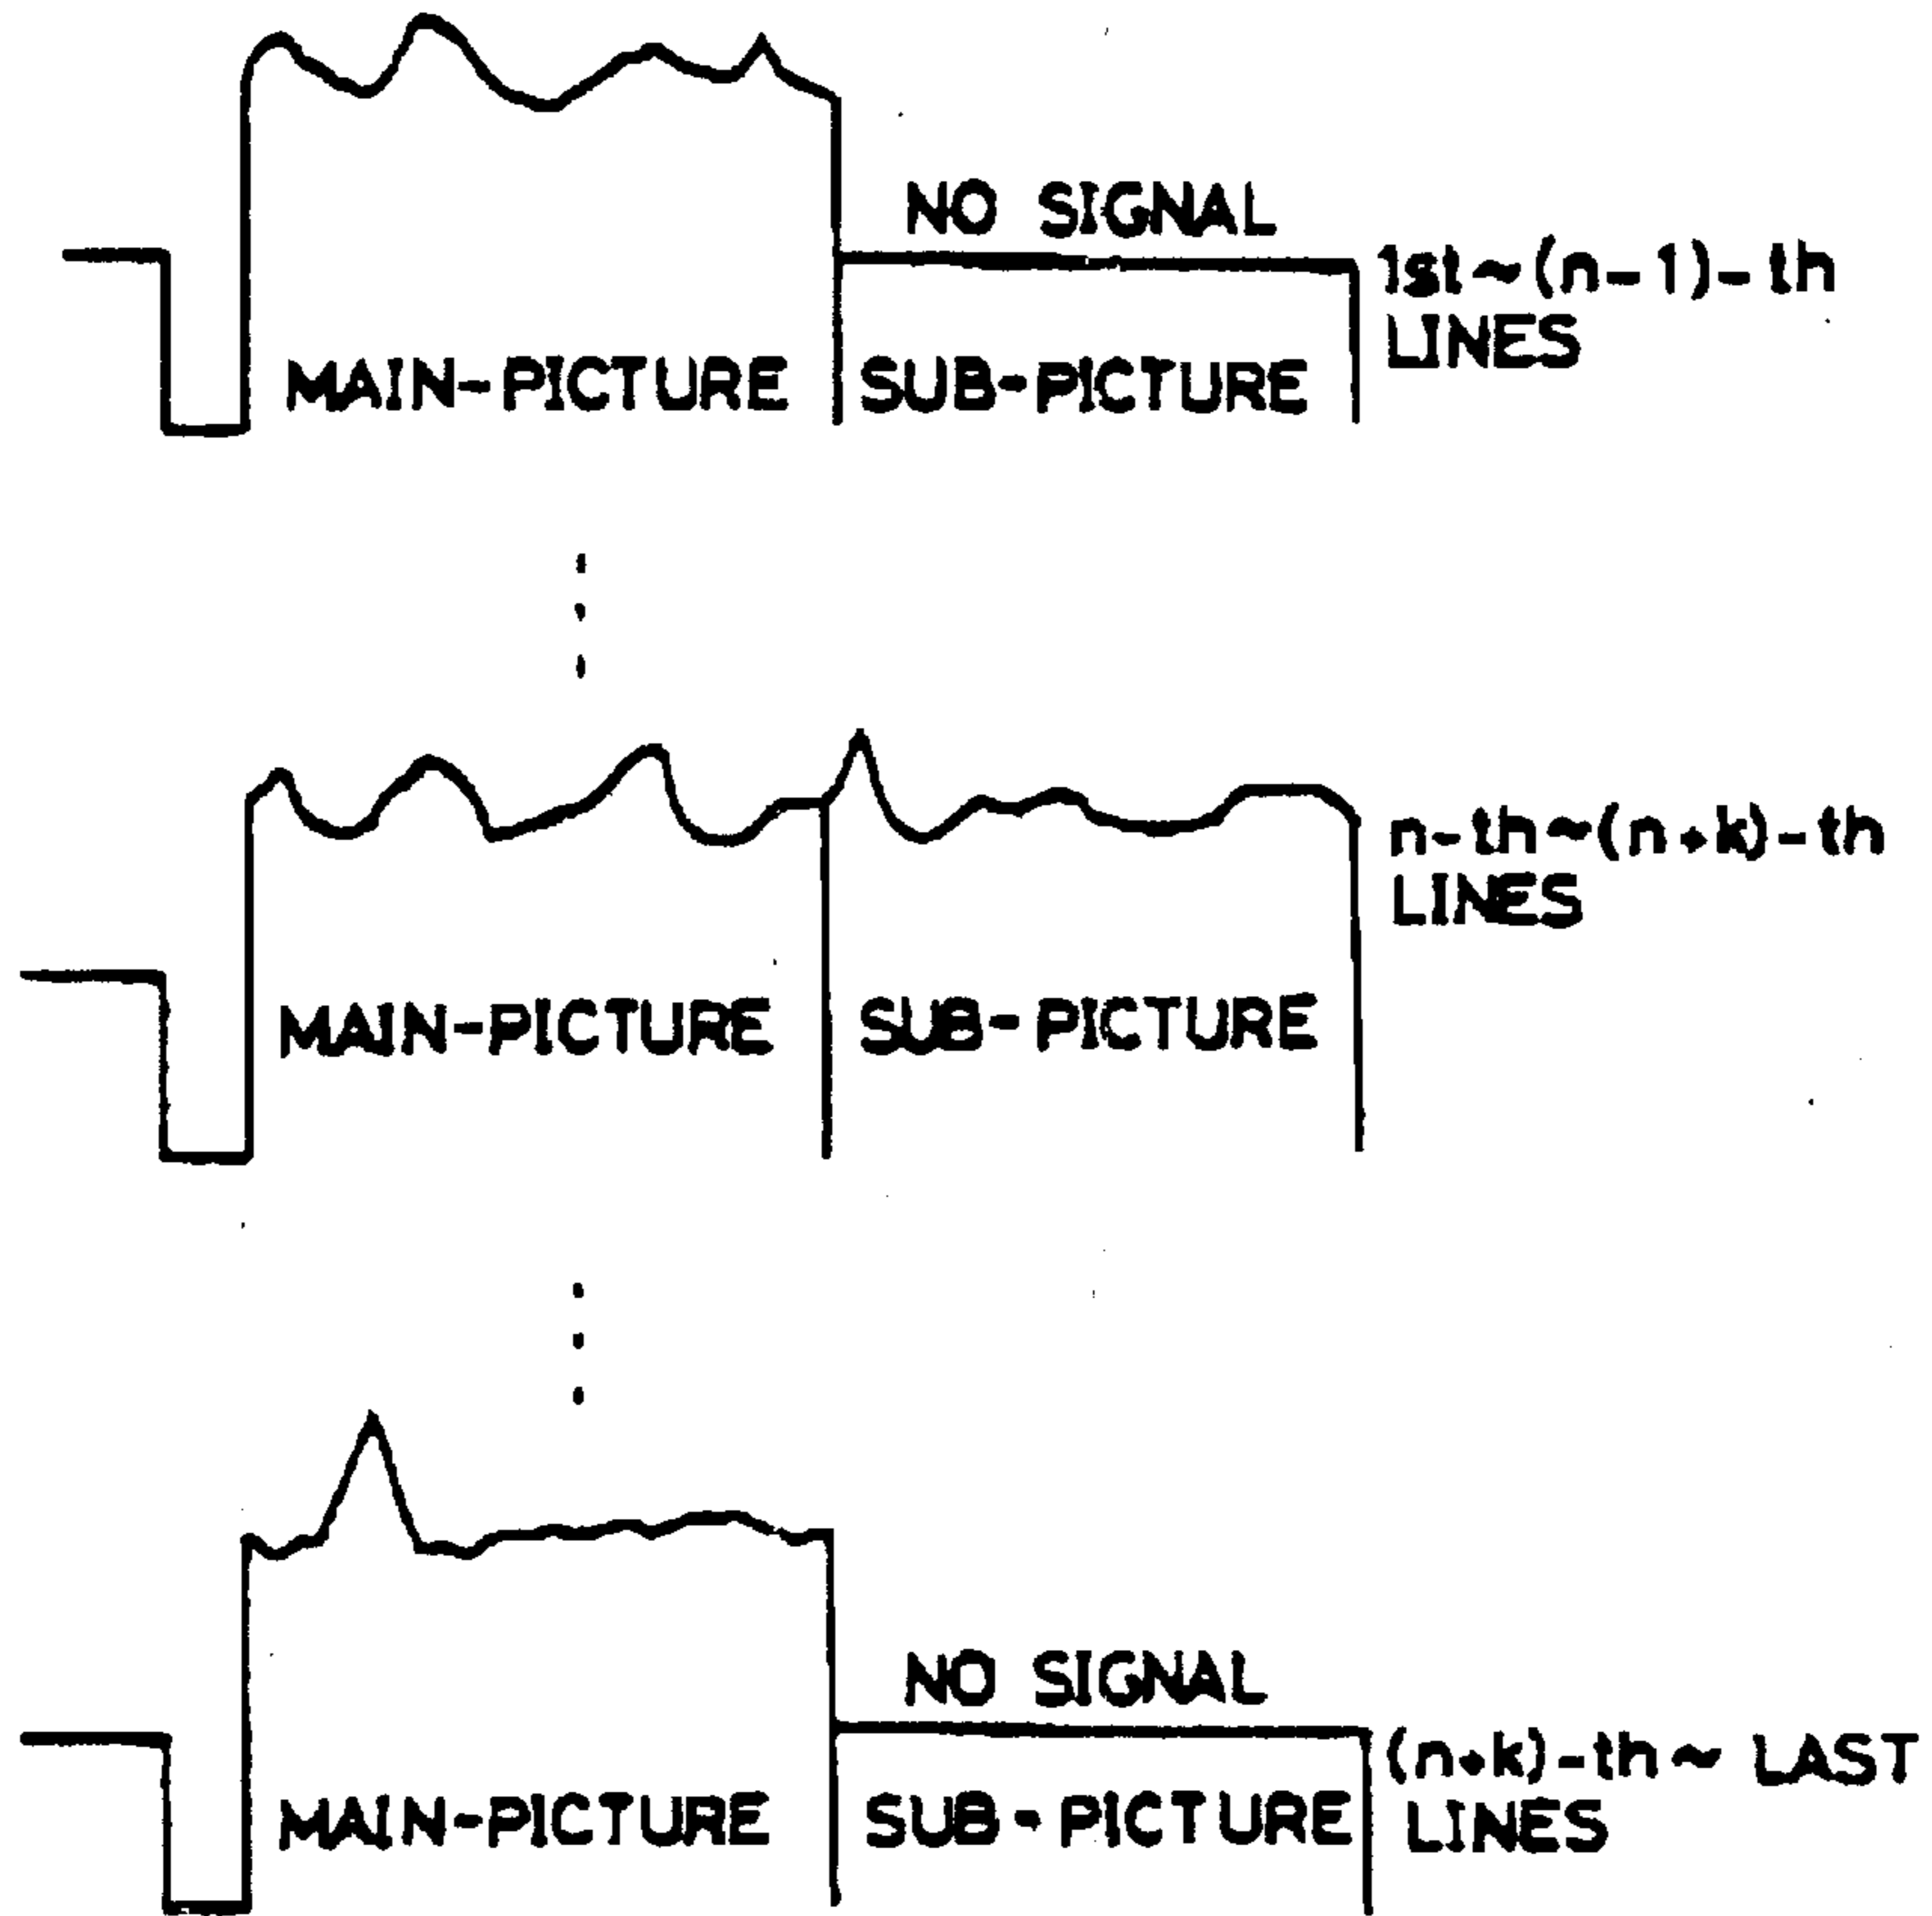 NO SIGNAL
1st~(n-1)-th
LINES
MAIN-PICTURE
SUB-PICTURE
n-th~(n+k)-th
LINES
MAIN-PICTURE
SUB-PICTURE
NO SIGNAL
(n+k)-th~ LAST
LINES
MAIN-PICTURE
SUB-PICTURE